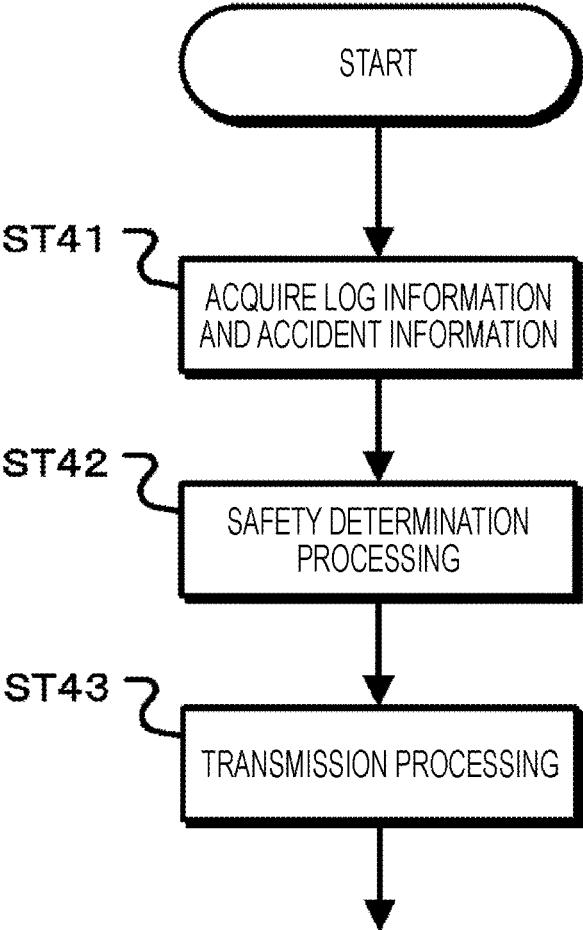 START
ST41
ACQUIRE LOG INFORMATION
AND ACCIDENT INFORMATION
ST42
SAFETY DETERMINATION
PROCESSING
ST43
TRANSMISSION PROCESSING